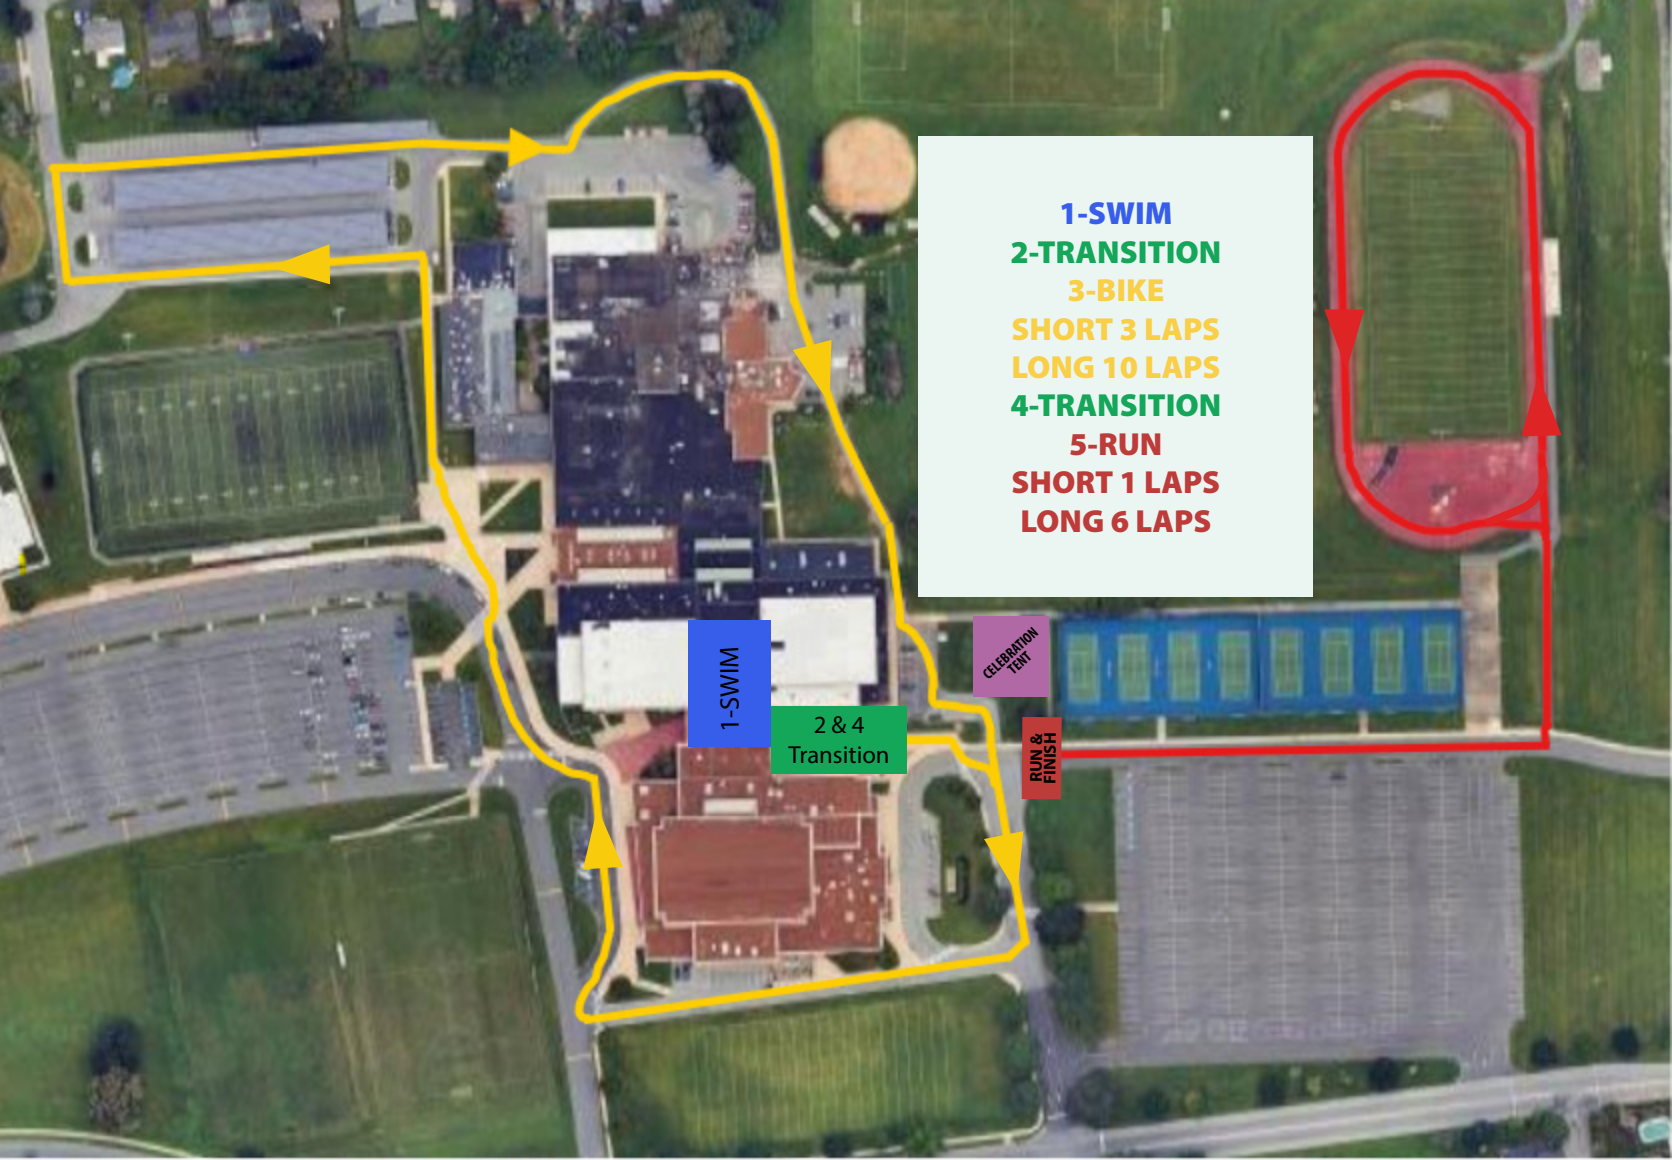 1-SWIM
2-TRANSITION
3-BIKE
SHORT 3 LAPS
LONG 10 LAPS
4-TRANSITION
5-RUN
SHORT 1 LAPS
LONG 6 LAPS
1-SWIM
2 & 4
Transition
CELEBRATION
TENT
RUN &
FINISH